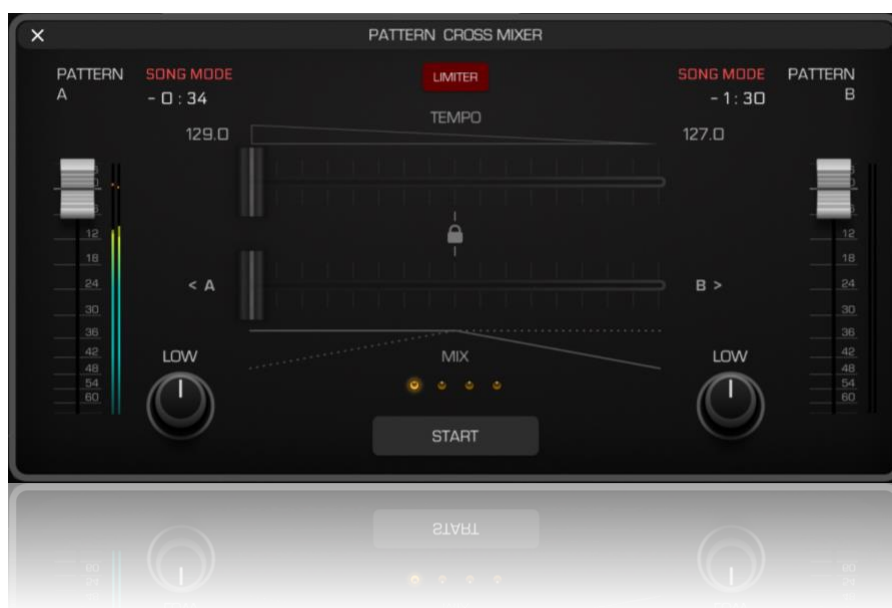 PATTERN CROSS MIXER
PATTERN
A
SONG MODE
- 0 : 34
LIMITER
SONG MODE
- 1 : 30
PATTERN
B
129.0
TEMPO
127.0
12
18
24
30
36
42
48
54
60
< A
B >
12
18
24
30
36
42
48
54
60
LOW
MIX
LOW
START